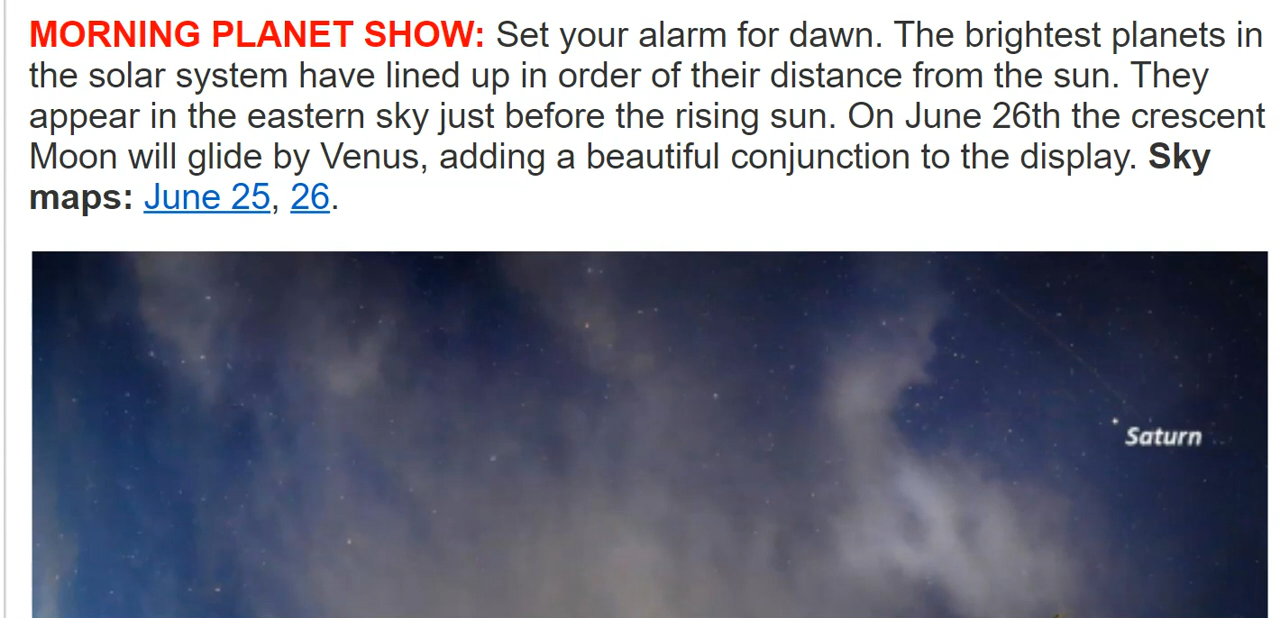 MORNING PLANET SHOW: Set your alarm for dawn. The brightest planets in
the solar system have lined up in order of their distance from the sun. They
appear in the eastern sky just before the rising sun. On June 26th the crescent
Moon will glide by Venus, adding a beautiful conjunction to the display. Sky
maps: June 25, 26.
Saturn